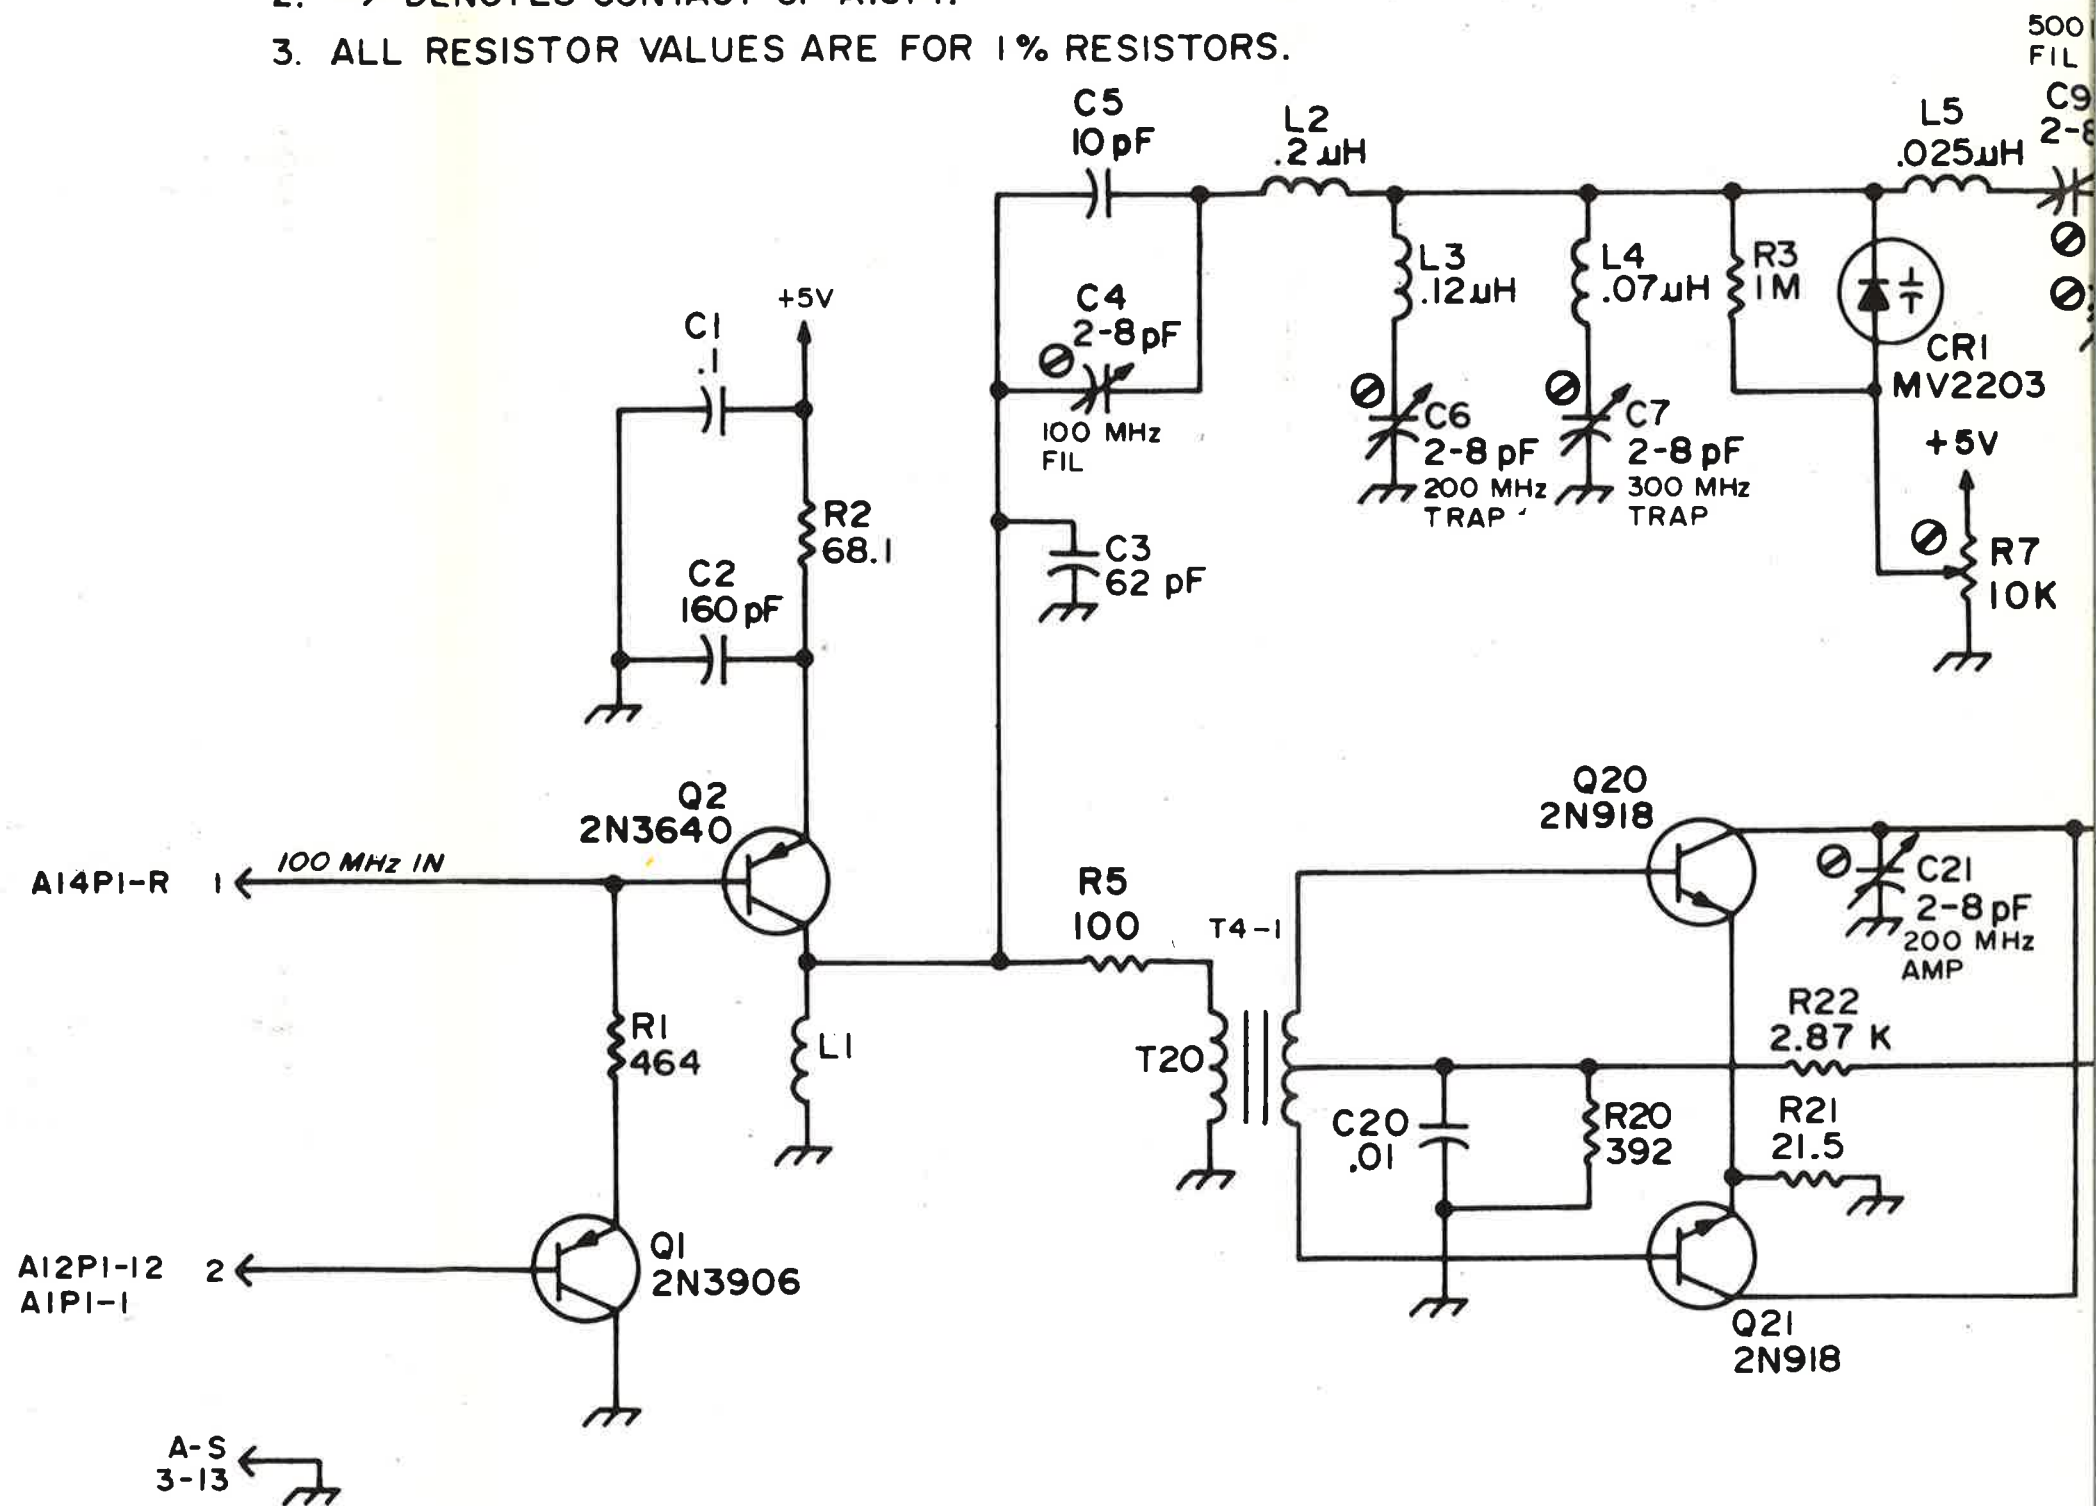 3. ALL RESISTOR VALUES ARE FOR 1% RESISTORS.
500
FIL
C9
C5
10 pF
L2
.2 µH
L5
.025µH
L3
.12µH
L4
.07µH
R3
1M
CR1
MV2203
+5V
C1
.1
C4
2-8 pF
100 MHz
FIL
C6
2-8 pF
200 MHz
TRAP
C7
2-8 pF
300 MHz
TRAP
+5V
R2
68.1
C3
62 pF
R7
10K
C2
160 pF
Q2
2N3640
Q20
2N918
A14P1-R 1
100 MHz IN
R5
100
T4-1
C21
2-8 pF
200 MHz
AMP
R1
464
L1
T20
R22
2.87 K
C20
.01
R20
392
R21
21.5
A12P1-12 2
A1P1-1
Q1
2N3906
Q21
2N918
A-S
3-13